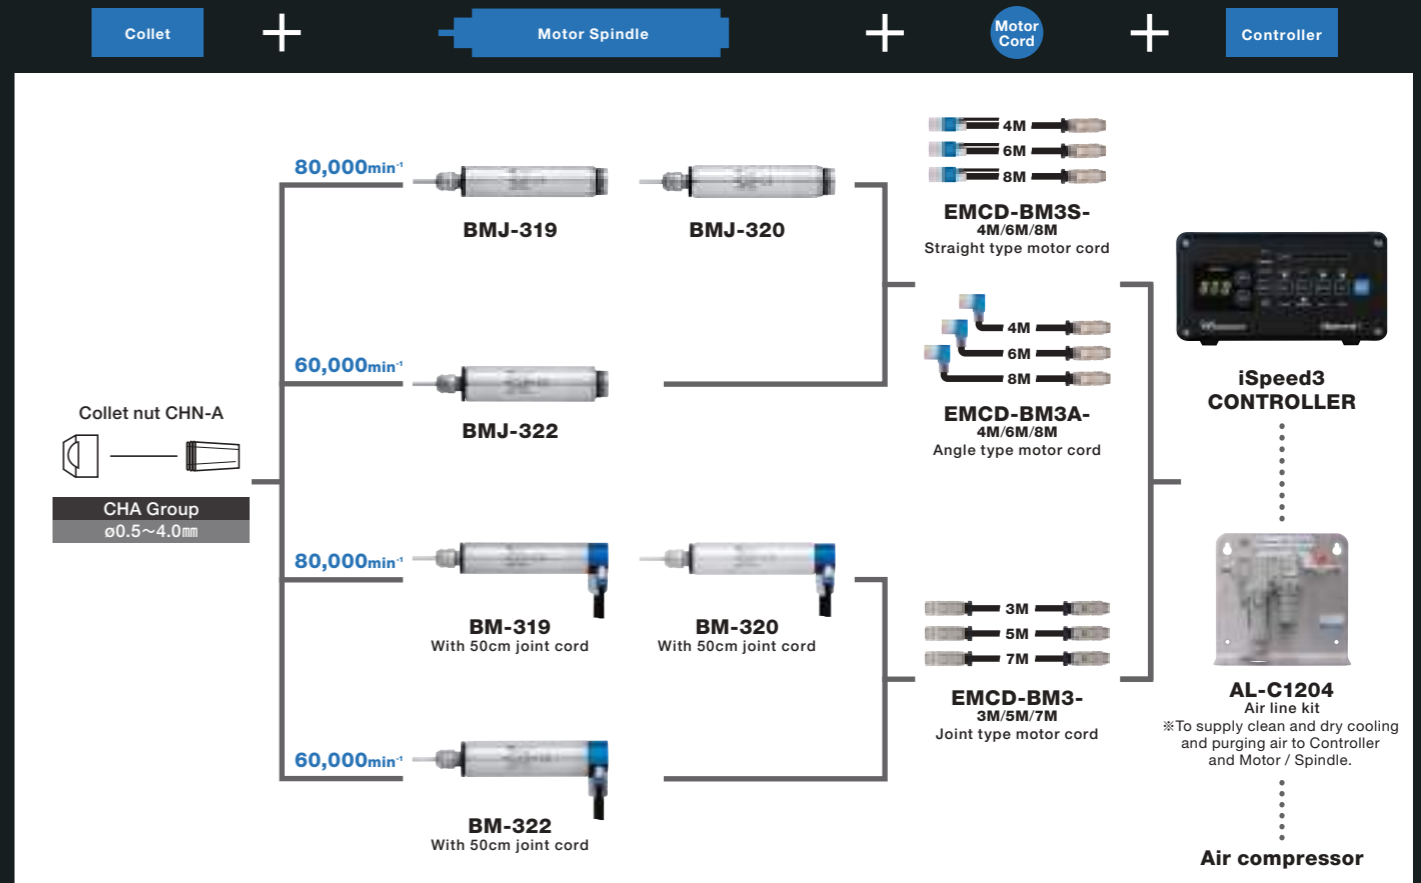 Collet
Motor Spindle
Motor
Cord
Controller
80,000min⁻¹
BMJ-319
BMJ-320
60,000min⁻¹
BMJ-322
Collet nut CHN-A
CHA Group
ø0.5～4.0㎜
80,000min⁻¹
BM-319
With 50cm joint cord
BM-320
With 50cm joint cord
60,000min⁻¹
BM-322
With 50cm joint cord
4M
6M
8M
EMCD-BM3S-
4M/6M/8M
Straight type motor cord
4M
6M
8M
EMCD-BM3A-
4M/6M/8M
Angle type motor cord
3M
5M
7M
EMCD-BM3-
3M/5M/7M
Joint type motor cord
iSpeed3
CONTROLLER
AL-C1204
Air line kit
※To supply clean and dry cooling
and purging air to Controller
and Motor / Spindle.
Air compressor